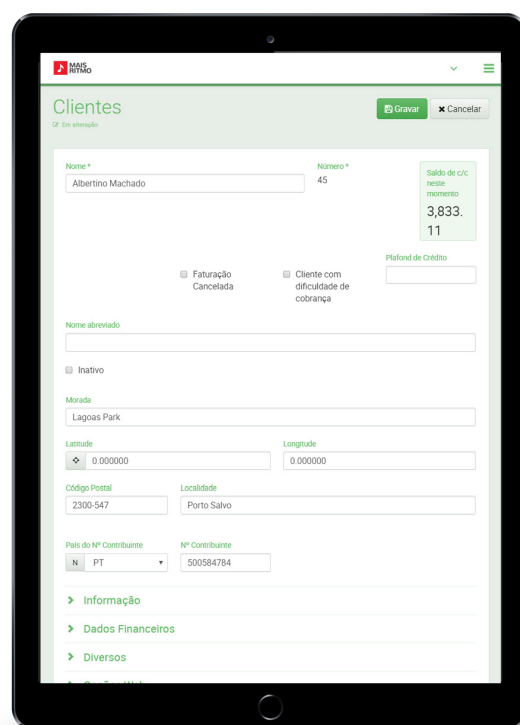 MAIS
RITMO
Clientes
Em alteração
Gravar
Cancelar
Nome *
Albertino Machado
Número *
45
Saldo de c/c
neste
momento
3,833.
11
Faturação
Cancelada
Cliente com
dificuldade de
cobrança
Plafond de Crédito
Nome abreviado
Inativo
Morada
Lagoas Park
Latitude
0.000000
Longitude
0.000000
Código Postal
2300-547
Localidade
Porto Salvo
País do Nº Contribuinte
N PT
Nº Contribuinte
500584784
Informação
Dados Financeiros
Diversos